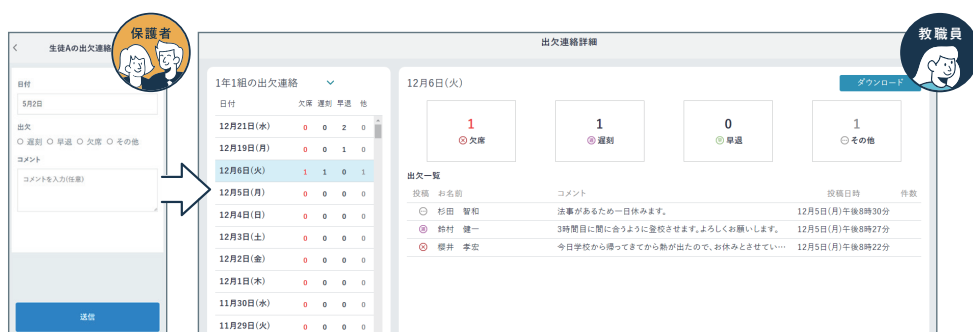 保護者
生徒Aの出欠連絡
日付
5月2日
出欠
遅刻 早退 欠席 その他
コメント
コメントを入力(任意)
送信
出欠連絡詳細
教職員
1年1組の出欠連絡
日付 欠席 遅刻 早退 他
12月21日(水) 0 0 2 0
12月19日(月) 0 0 1 0
12月6日(火) 1 1 0 1
12月5日(月) 0 0 0 0
12月4日(日) 0 0 0 0
12月3日(土) 0 0 0 0
12月2日(金) 0 0 0 0
12月1日(木) 0 0 0 0
11月30日(水) 0 0 0 0
11月29日(火) 0 0 0 0
12月6日(火)
ダウンロード
1 1 0 1
欠席 遅刻 早退 その他
出欠一覧
投稿 お名前 コメント 投稿日時 件数
杉田 智和 法事があるため一日休みます。 12月5日(月)午後8時30分
鈴村 健一 3時間目に間に合うように登校させます。よろしくお願いします。 12月5日(月)午後8時27分
櫻井 孝宏 今日学校から帰ってきてから熱が出たので、お休みとさせてい… 12月5日(月)午後8時22分